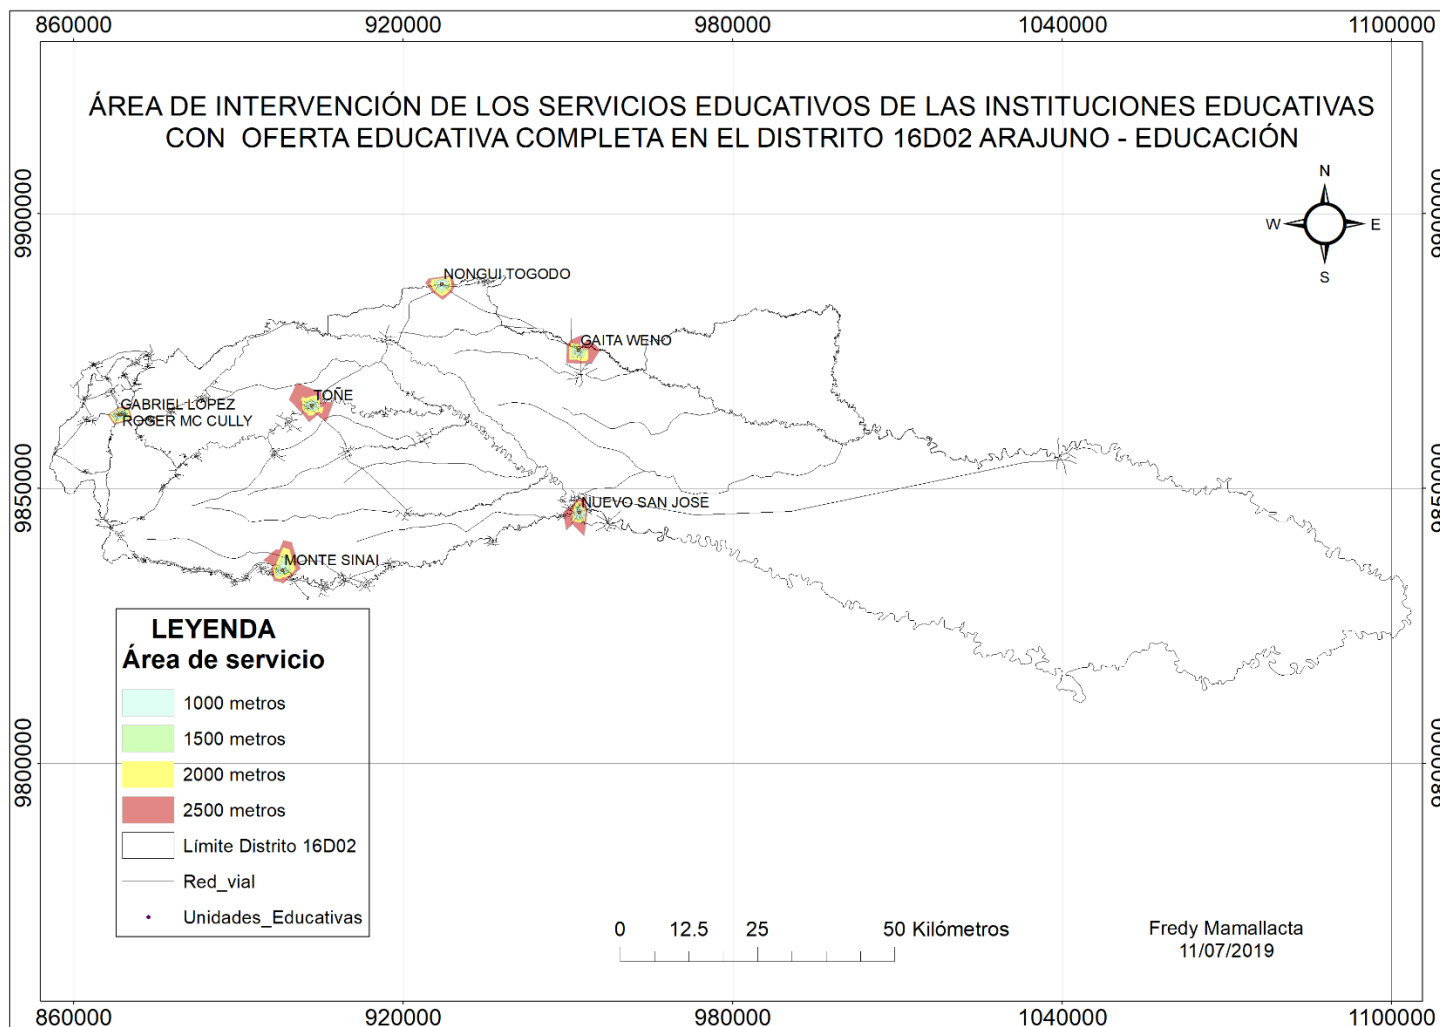 860000
920000
980000
1040000
1100000
ÁREA DE INTERVENCIÓN DE LOS SERVICIOS EDUCATIVOS DE LAS INSTITUCIONES EDUCATIVAS
CON OFERTA EDUCATIVA COMPLETA EN EL DISTRITO 16D02 ARAJUNO - EDUCACIÓN
N
W
E
S
9900000
9900000
NONGUI TOGODO
GAITA WENO
TOÑE
GABRIEL LOPEZ
ROGER MC CULLY
9850000
9850000
NUEVO SAN JOSE
MONTE SINAI
LEYENDA
Área de servicio
1000 metros
1500 metros
2000 metros
2500 metros
Límite Distrito 16D02
Red_vial
Unidades_Educativas
9800000
9800000
0 12.5 25 50 Kilómetros
Fredy Mamallacta
11/07/2019
860000
920000
980000
1040000
1100000